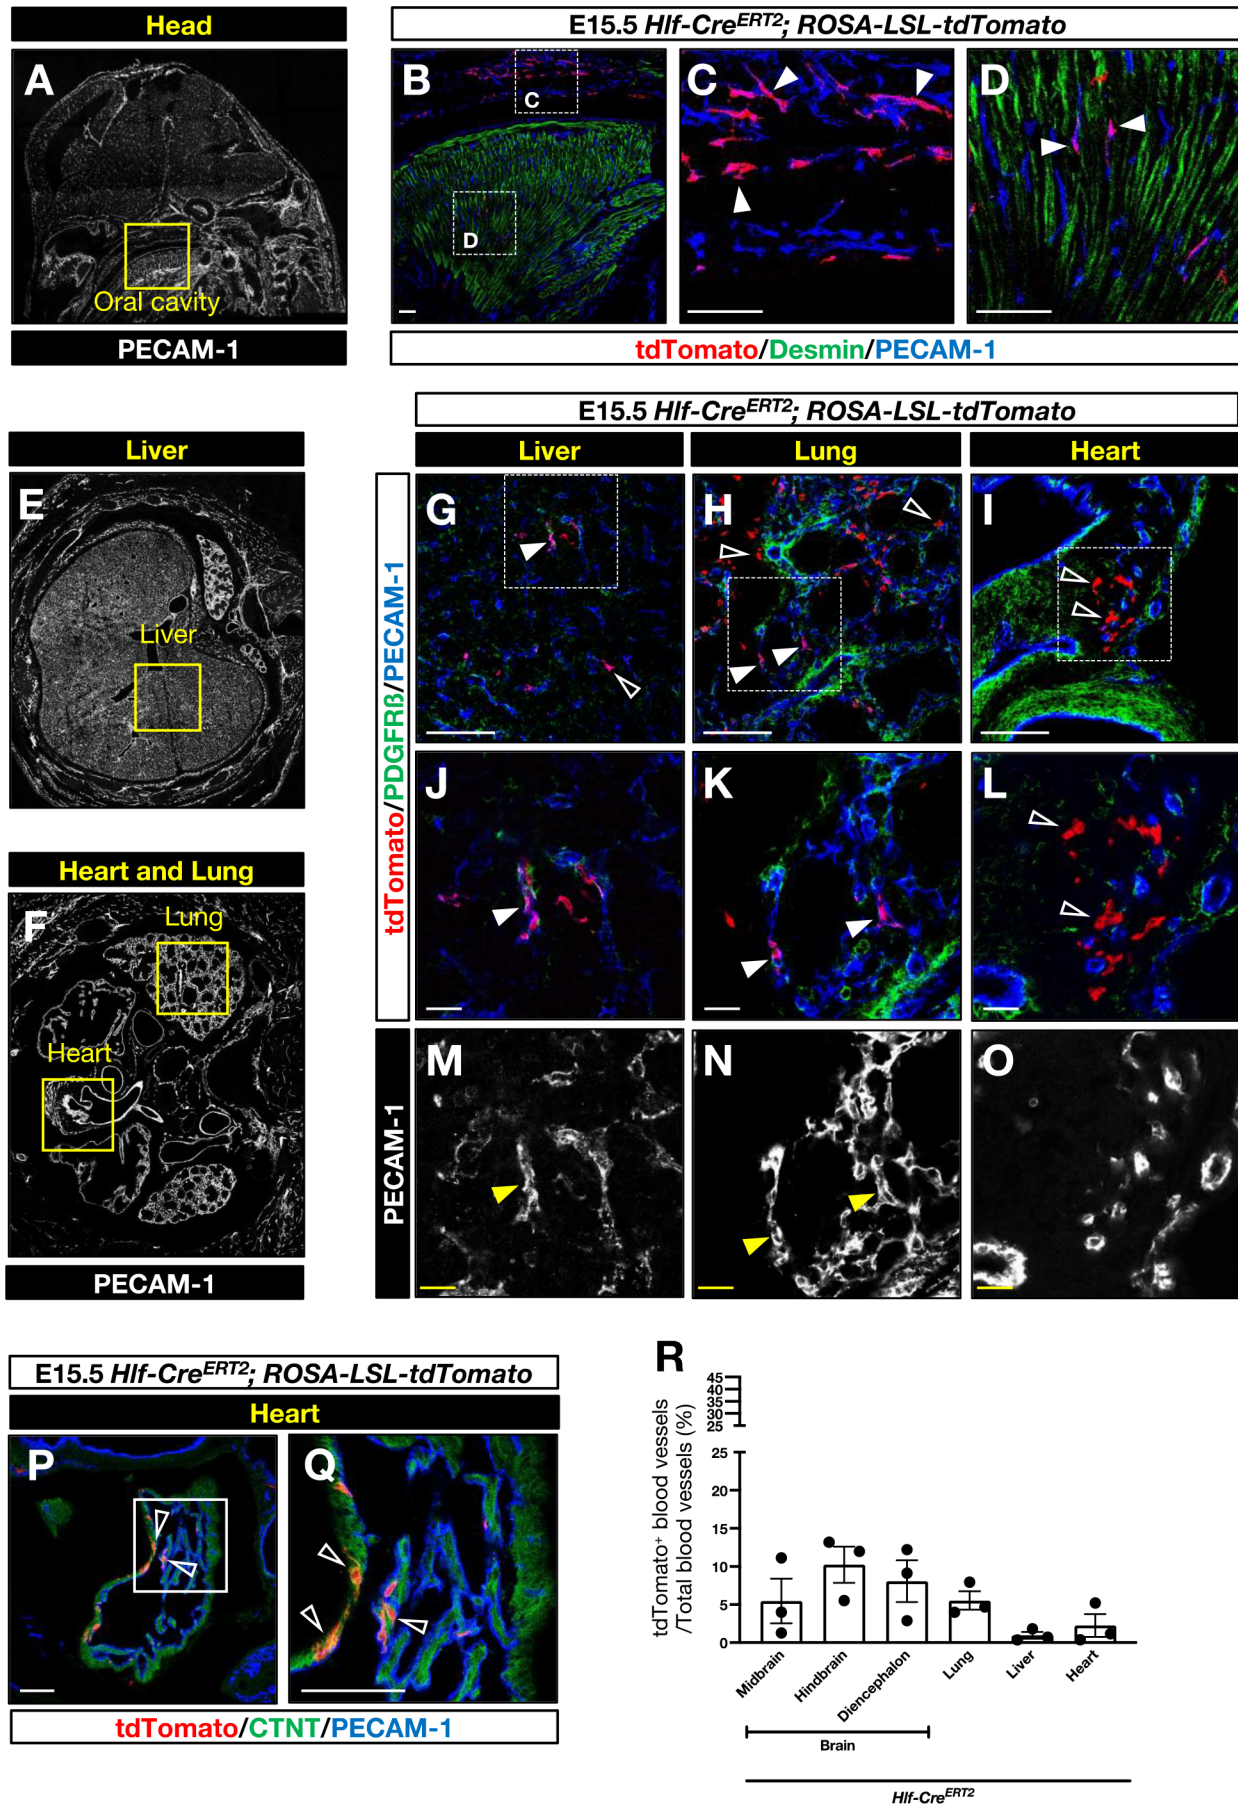 Head
A
Oral cavity
PECAM-1
E15.5 Hlf-CreERT2; ROSA-LSL-tdTomato
B
C
D
C
D
tdTomato/Desmin/PECAM-1
Liver
E
Liver
Heart and Lung
F
Lung
Heart
PECAM-1
E15.5 Hlf-CreERT2; ROSA-LSL-tdTomato
Liver
Lung
Heart
tdTomato/PDGFRß/PECAM-1
G
H
I
J
K
L
PECAM-1
M
N
O
E15.5 Hlf-CreERT2; ROSA-LSL-tdTomato
Heart
P
Q
tdTomato/CTNT/PECAM-1
R
tdTomato+ blood vessels
/Total blood vessels (%)
45
40
35
30
25
25
20
15
10
5
0
Midbrain
Hindbrain
Diencephalon
Lung
Liver
Heart
Brain
Hlf-CreERT2